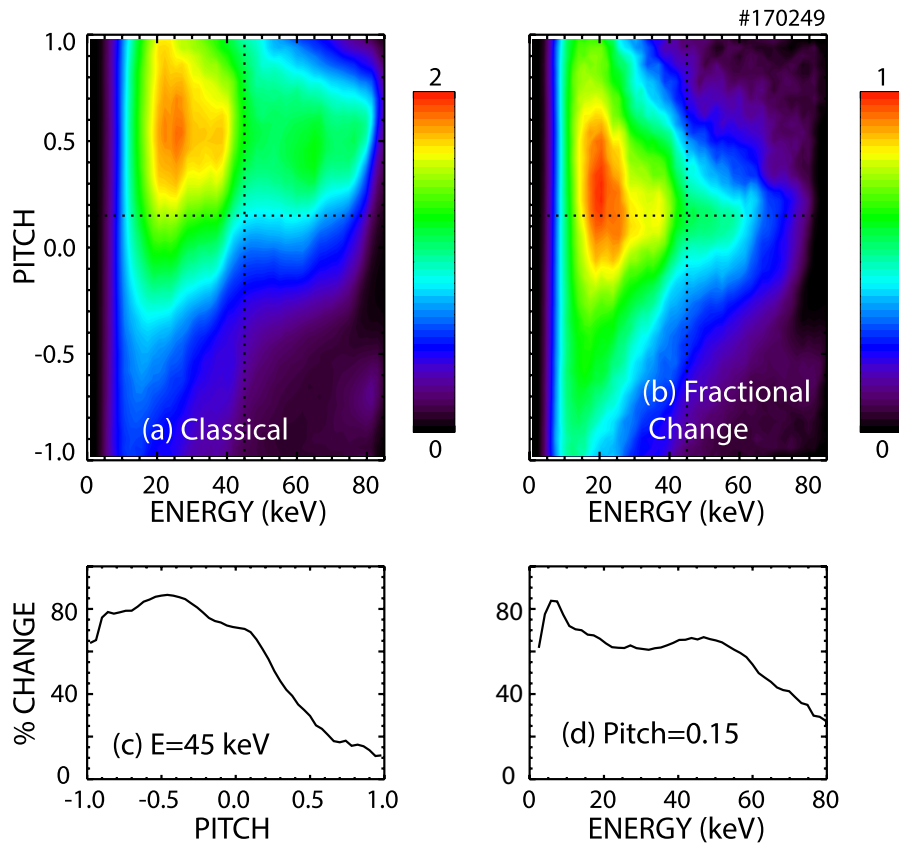 #170249
1.0
0.5
0.0
-0.5
-1.0
PITCH
(a) Classical
0 20 40 60 80
ENERGY (keV)
2
0
(b) Fractional
Change
0 20 40 60 80
ENERGY (keV)
1
0
80
40
0
% CHANGE
(c) E=45 keV
-1.0 -0.5 0.0 0.5 1.0
PITCH
80
40
0
(d) Pitch=0.15
0 20 40 60 80
ENERGY (keV)